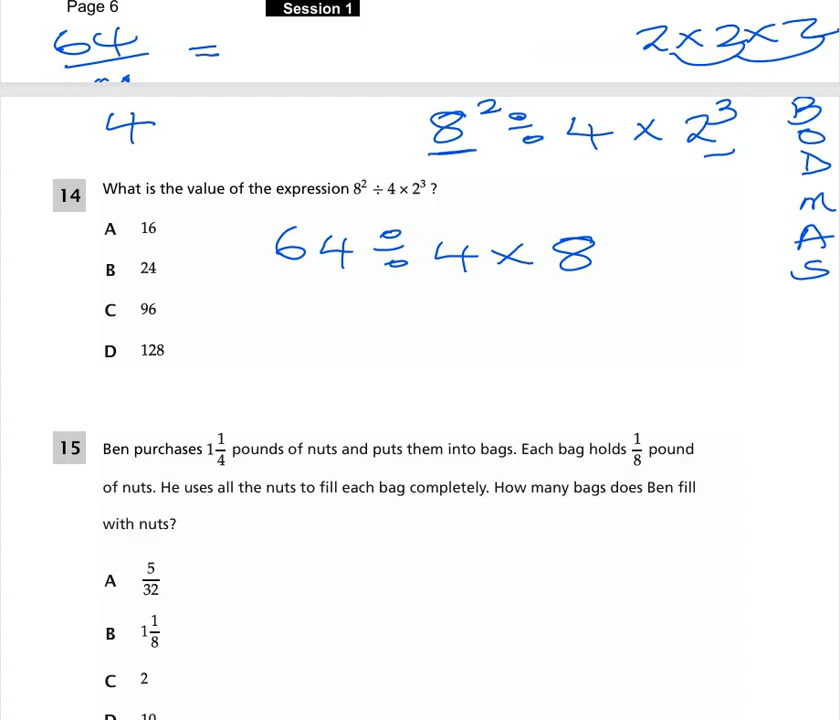 Page 6
Session 1
64 =
2 × 2 × 2
4
8² ÷ 4 × 2³
B
O
D
M
A
S
14 What is the value of the expression 8² ÷ 4 × 2³ ?
A 16
64 ÷ 4 × 8
B 24
C 96
D 128
15 Ben purchases 1 1/4 pounds of nuts and puts them into bags. Each bag holds 1/8 pound
of nuts. He uses all the nuts to fill each bag completely. How many bags does Ben fill
with nuts?
A 5/32
B 1 1/8
C 2
D 10